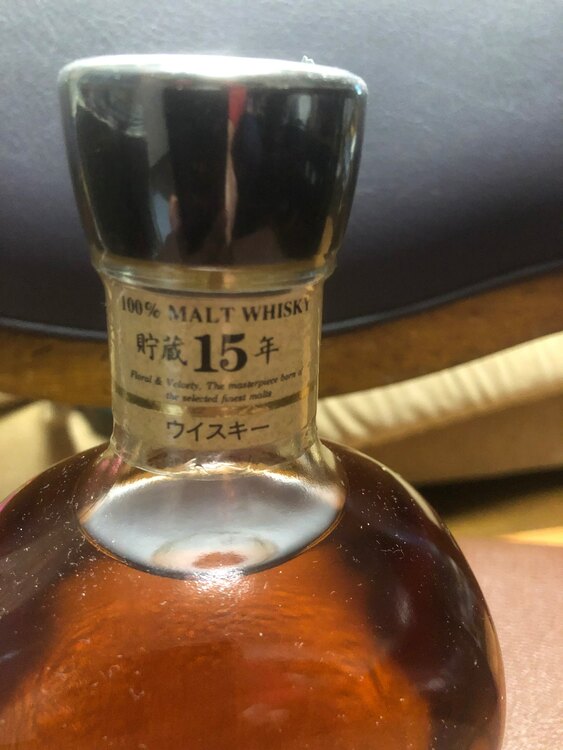 100% MALT WHISKY
貯蔵15年
Floral & Velvety. The masterpiece born of
the selected finest malts
ウイスキー